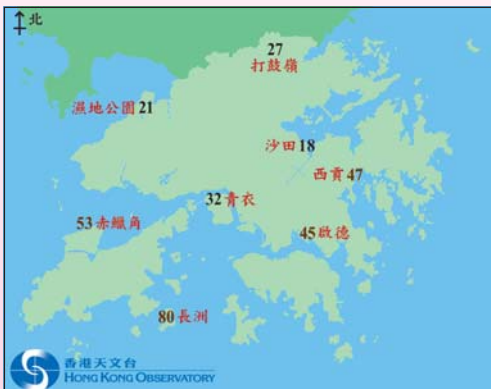 北
27
打鼓嶺
濕地公園 21
沙田 18
西貢 47
32 青衣
53 赤鱲角
45 啟德
80 長洲
香港天文台
HONG KONG OBSERVATORY